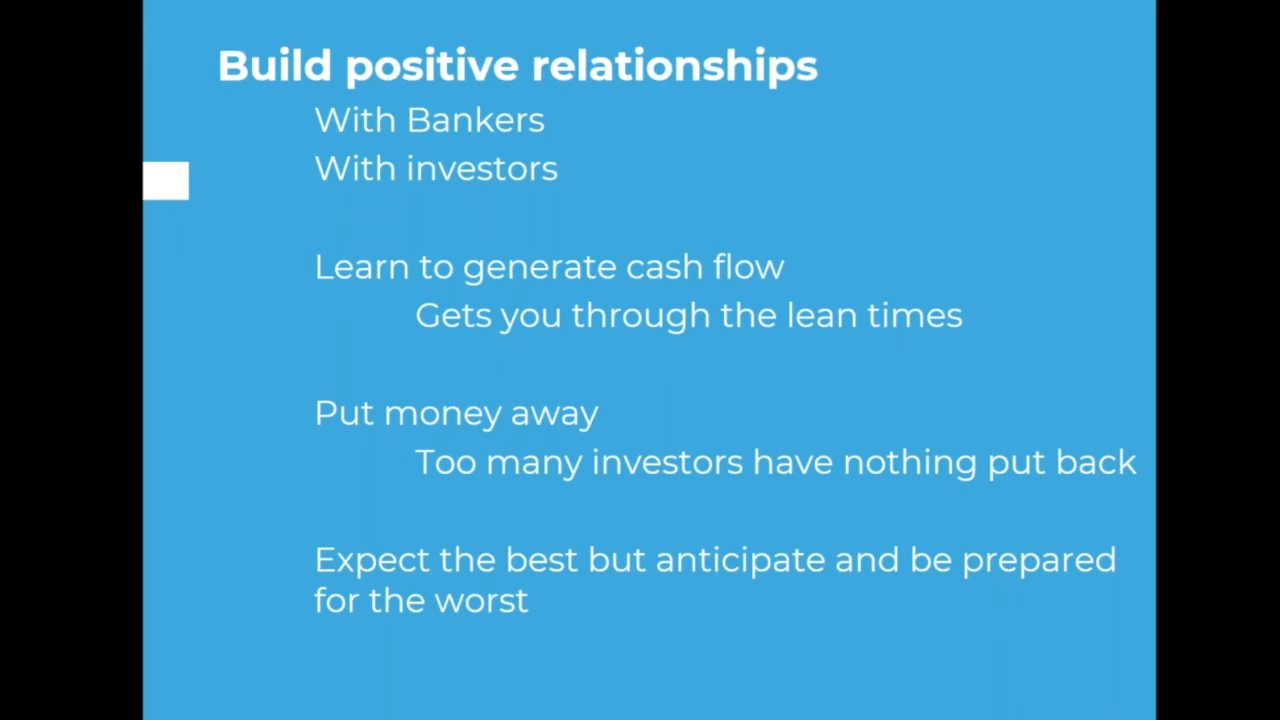 Build positive relationships
With Bankers
With investors
Learn to generate cash flow
Gets you through the lean times
Put money away
Too many investors have nothing put back
Expect the best but anticipate and be prepared
for the worst